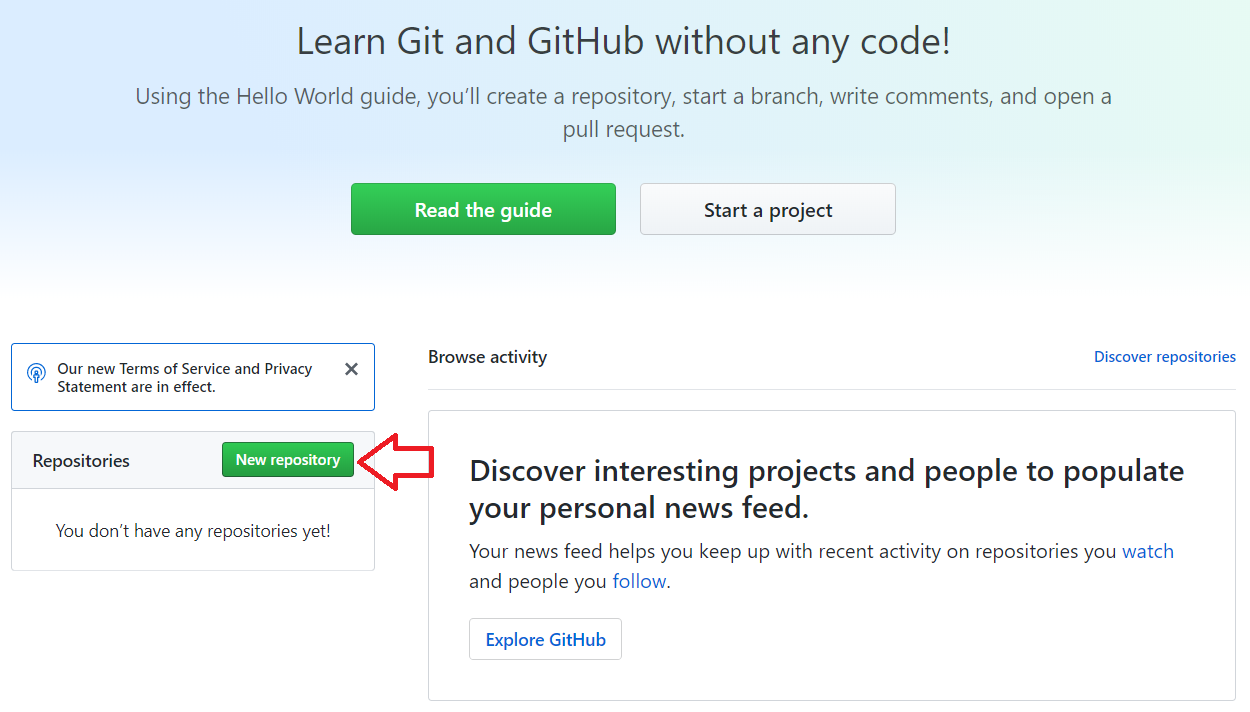 Learn Git and GitHub without any code!
Using the Hello World guide, you’ll create a repository, start a branch, write comments, and open a
pull request.
Read the guide
Start a project
Our new Terms of Service and Privacy
Statement are in effect.
Repositories
New repository
You don’t have any repositories yet!
Browse activity
Discover repositories
Discover interesting projects and people to populate
your personal news feed.
Your news feed helps you keep up with recent activity on repositories you watch
and people you follow.
Explore GitHub